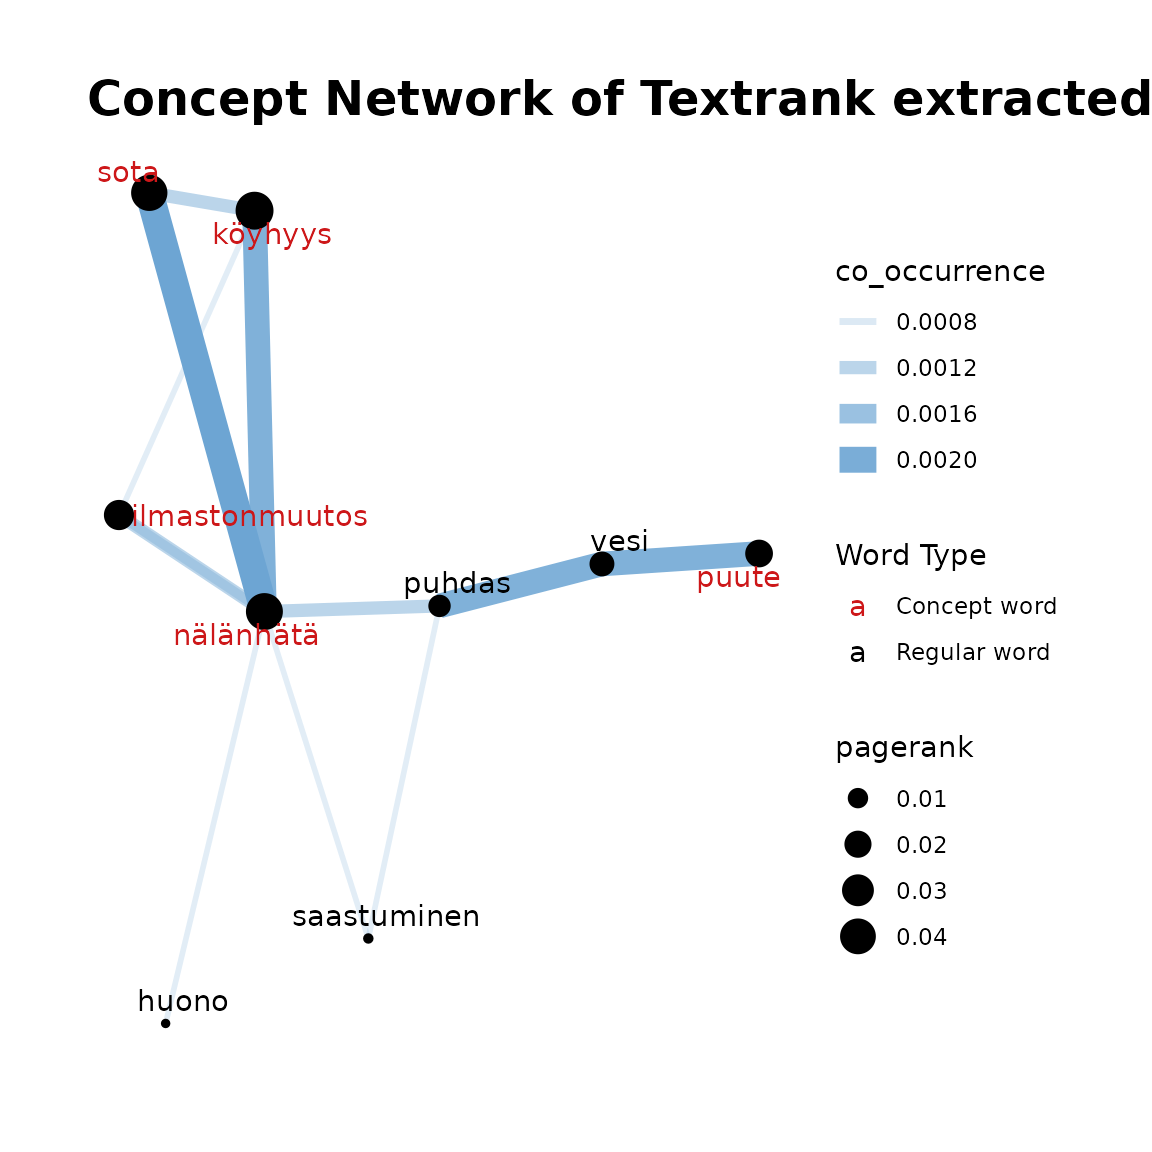 Concept Network of Textrank extracted
sota
köyhyys
ilmastonmuutos
nälänhätä
puhdas
vesi
puute
saastuminen
huono
co_occurrence
0.0008
0.0012
0.0016
0.0020
Word Type
a Concept word
a Regular word
pagerank
0.01
0.02
0.03
0.04